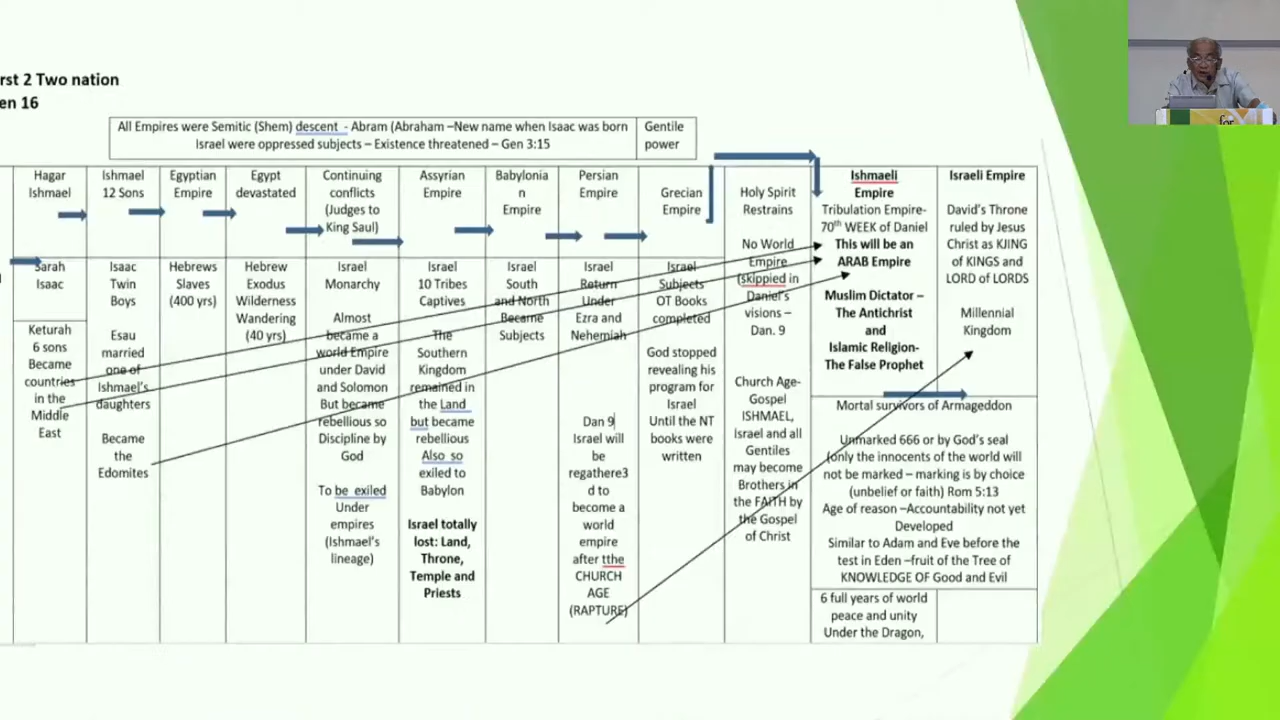 rst 2 Two nation
en 16
All Empires were Semitic (Shem) descent - Abram (Abraham –New name when Isaac was born
Israel were oppressed subjects – Existence threatened – Gen 3:15
Gentile
power
Hagar
Ishmael
Ishmael
12 Sons
Egyptian
Empire
Egypt
devastated
Continuing
conflicts
(Judges to
King Saul)
Assyrian
Empire
Babylonia
n
Empire
Persian
Empire
Grecian
Empire
Holy Spirit
Restrains
No World
Empire
(skippied in
Daniel's
visions –
Dan. 9
Church Age-
Gospel
ISHMAEL,
Israel and all
Gentiles
may become
Brothers in
the FAITH by
the Gospel
of Christ
Ishmaeli
Empire
Tribulation Empire-
70th WEEK of Daniel
This will be an
ARAB Empire
Muslim Dictator –
The Antichrist
and
Islamic Religion-
The False Prophet
Israeli Empire
David's Throne
ruled by Jesus
Christ as KJING
of KINGS and
LORD of LORDS
Millennial
Kingdom
Sarah
Isaac
Keturah
6 sons
Became
countries
in the
Middle
East
Isaac
Twin
Boys
Esau
married
one of
Ishmael's
daughters
Became
the
Edomites
Hebrews
Slaves
(400 yrs)
Hebrew
Exodus
Wilderness
Wandering
(40 yrs)
Israel
Monarchy
Almost
became a
world Empire
under David
and Solomon
But became
rebellious so
Discipline by
God
To be exiled
Under
empires
(Ishmael's
lineage)
Israel
10 Tribes
Captives
The
Southern
Kingdom
remained in
the Land
but became
rebellious
Also so
exiled to
Babylon
Israel totally
lost: Land,
Throne,
Temple and
Priests
Israel
South
and North
Became
Subjects
Israel
Return
Under
Ezra and
Nehemiah
Dan 9
Israel will
be
regathere3
d to
become a
world
empire
after tthe
CHURCH
AGE
(RAPTURE)
Israel
Subjects
OT Books
completed
God stopped
revealing his
program for
Israel
Until the NT
books were
written
Mortal survivors of Armageddon
Unmarked 666 or by God's seal
(only the innocents of the world will
not be marked – marking is by choice
(unbelief or faith) Rom 5:13
Age of reason –Accountability not yet
Developed
Similar to Adam and Eve before the
test in Eden –fruit of the Tree of
KNOWLEDGE OF Good and Evil
6 full years of world
peace and unity
Under the Dragon,
for